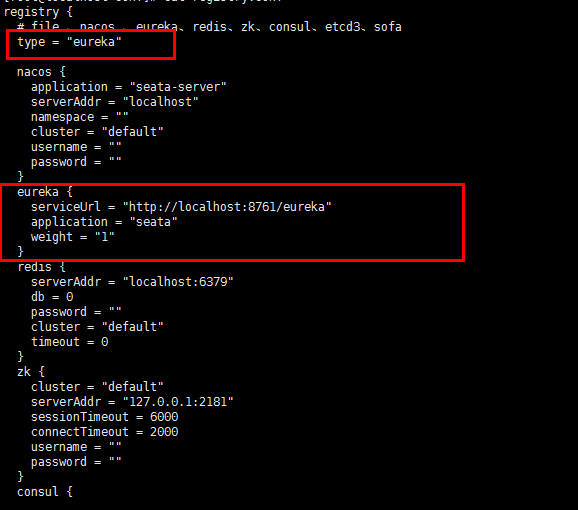 registry {
# file 、nacos 、eureka、redis、zk、consul、etcd3、sofa
type = "eureka"
nacos {
application = "seata-server"
serverAddr = "localhost"
namespace = ""
cluster = "default"
username = ""
password = ""
}
eureka {
serviceUrl = "http://localhost:8761/eureka"
application = "seata"
weight = "1"
}
redis {
serverAddr = "localhost:6379"
db = 0
password = ""
cluster = "default"
timeout = 0
}
zk {
cluster = "default"
serverAddr = "127.0.0.1:2181"
sessionTimeout = 6000
connectTimeout = 2000
username = ""
password = ""
}
consul {